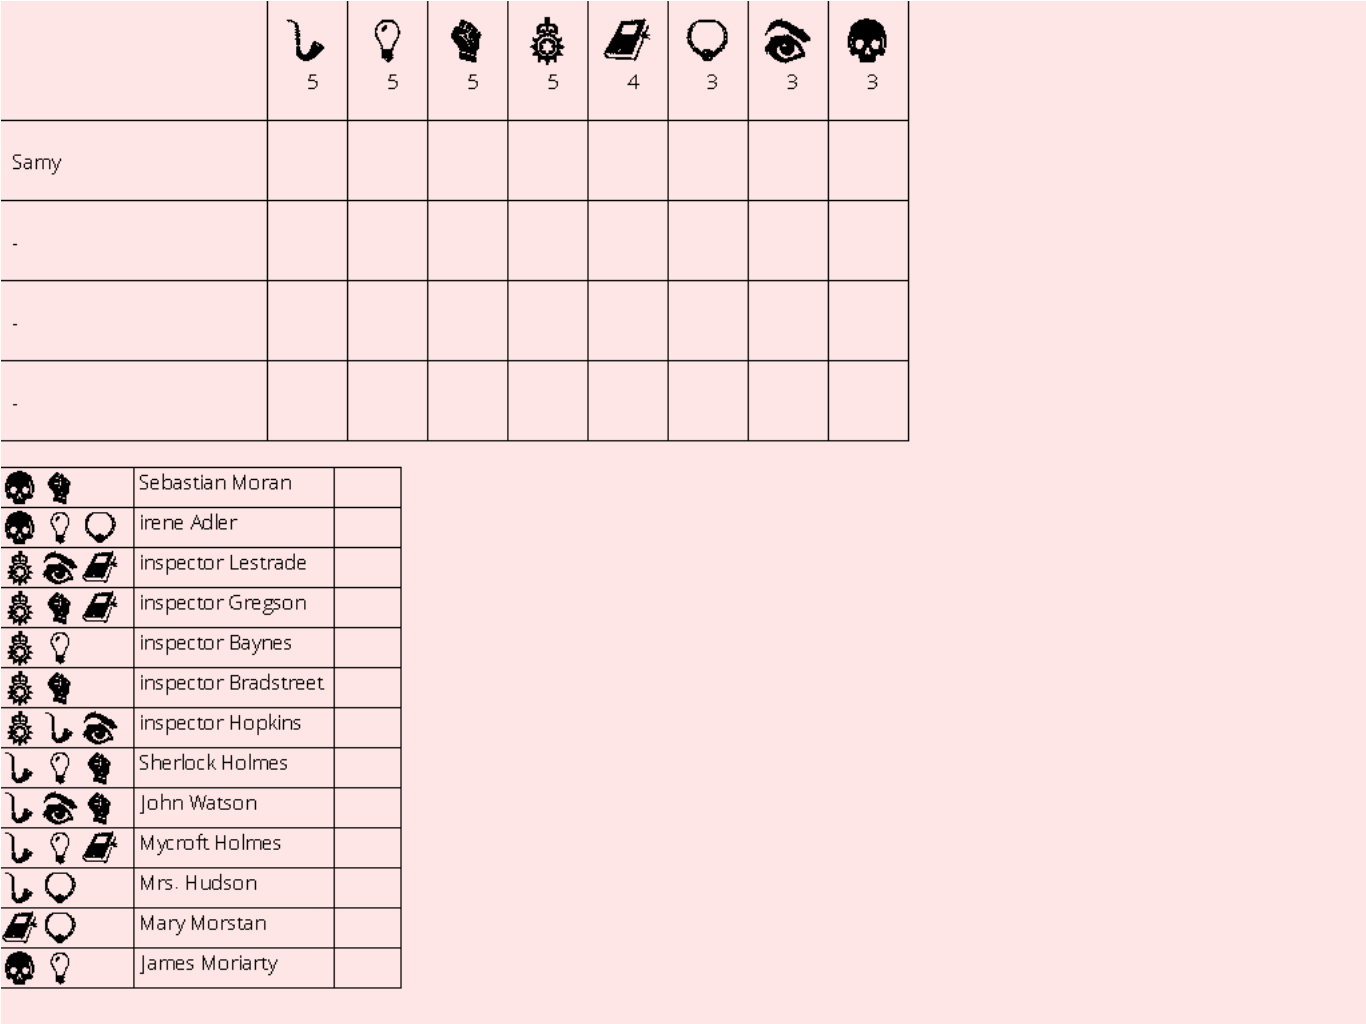 5 5 5 5 4 3 3 3
Samy
-
-
-
Sebastian Moran
irene Adler
inspector Lestrade
inspector Gregson
inspector Baynes
inspector Bradstreet
inspector Hopkins
Sherlock Holmes
John Watson
Mycroft Holmes
Mrs. Hudson
Mary Morstan
James Moriarty